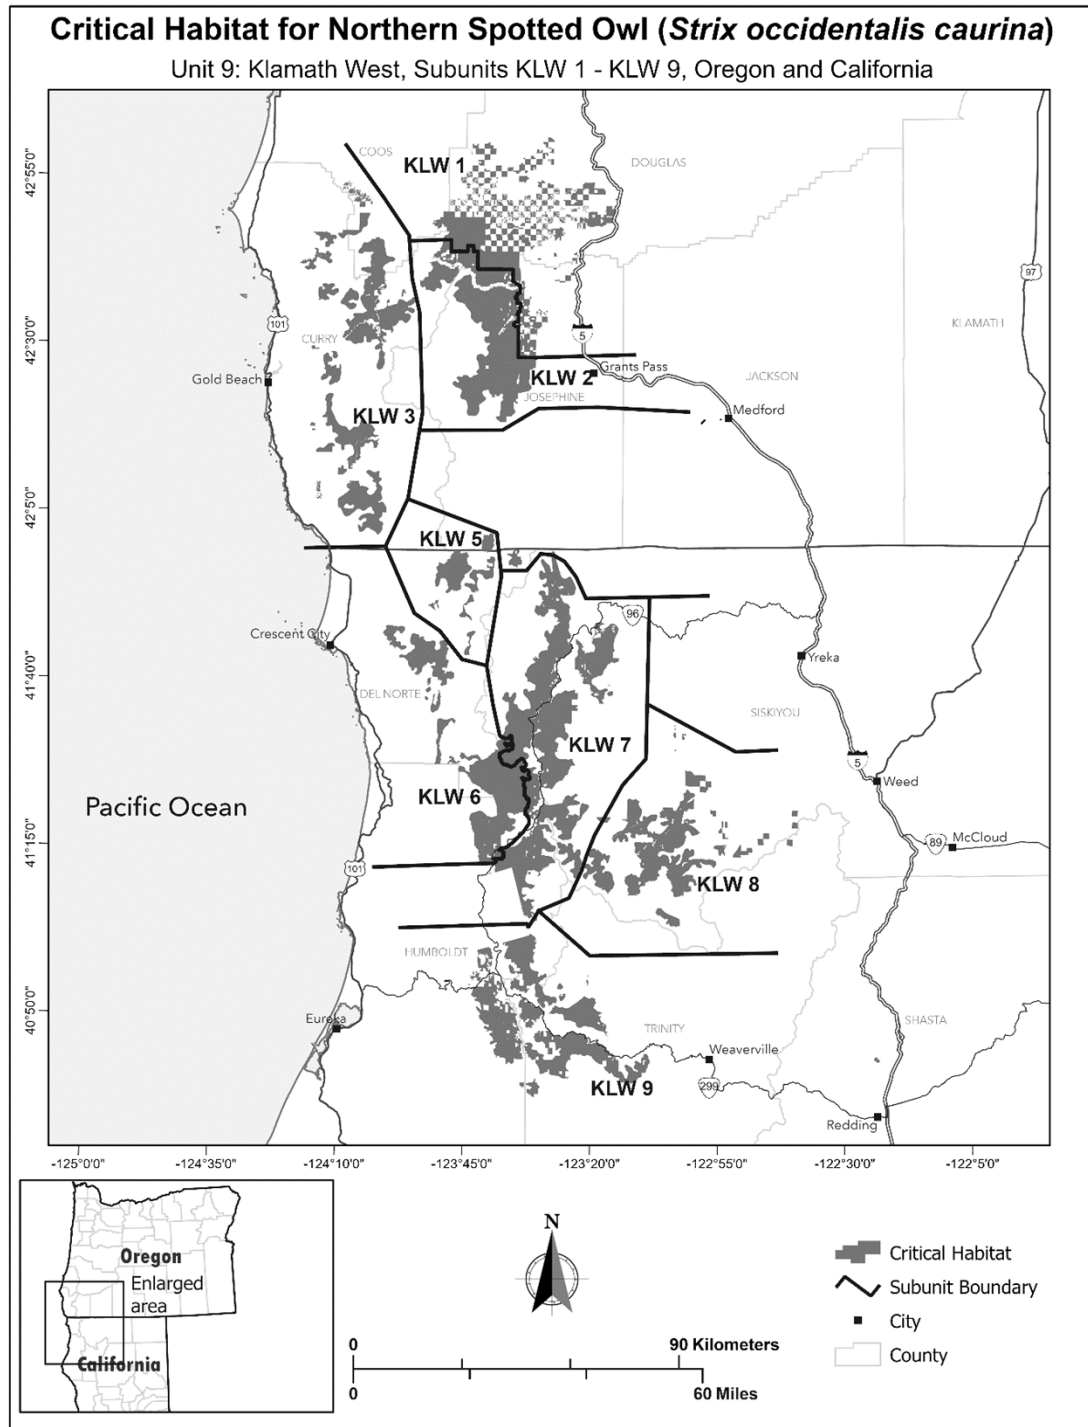 Critical Habitat for Northern Spotted Owl (Strix occidentalis caurina)
Unit 9: Klamath West, Subunits KLW 1 - KLW 9, Oregon and California
42°55'0"
42°30'0"
42°5'0"
41°40'0"
41°15'0"
40°50'0"
COOS
KLW 1
DOUGLAS
97
101
CURRY
5
KLAMATH
Grants Pass
Gold Beach
KLW 2
JACKSON
JOSEPHINE
KLW 3
Medford
KLW 5
96
Crescent City
Yreka
DEL NORTE
SISKIYOU
KLW 7
5
Weed
KLW 6
Pacific Ocean
McCloud
89
101
KLW 8
HUMBOLDT
Eureka
TRINITY
SHASTA
Weaverville
KLW 9
299
Redding
-125°0'0"
-124°35'0"
-124°10'0"
-123°45'0"
-123°20'0"
-122°55'0"
-122°30'0"
-122°5'0"
Oregon
Enlarged
area
California
N
0
90 Kilometers
0
60 Miles
Critical Habitat
Subunit Boundary
City
County